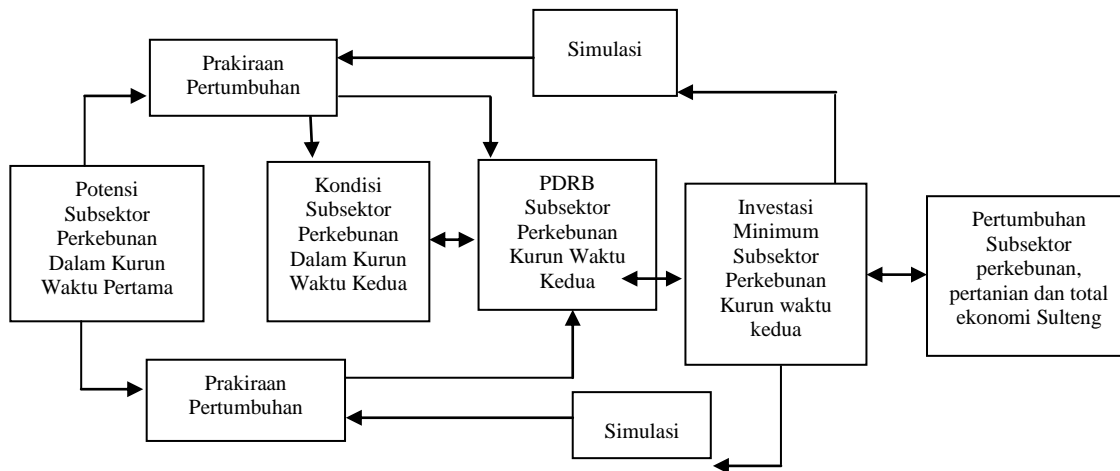 Prakiraan
Pertumbuhan
Simulasi
Potensi
Subsektor
Perkebunan
Dalam Kurun
Waktu Pertama
Kondisi
Subsektor
Perkebunan
Dalam Kurun
Waktu Kedua
PDRB
Subsektor
Perkebunan
Kurun Waktu
Kedua
Investasi
Minimum
Subsektor
Perkebunan
Kurun waktu
kedua
Pertumbuhan
Subsektor
perkebunan,
pertanian dan total
ekonomi Sulteng
Prakiraan
Pertumbuhan
Simulasi